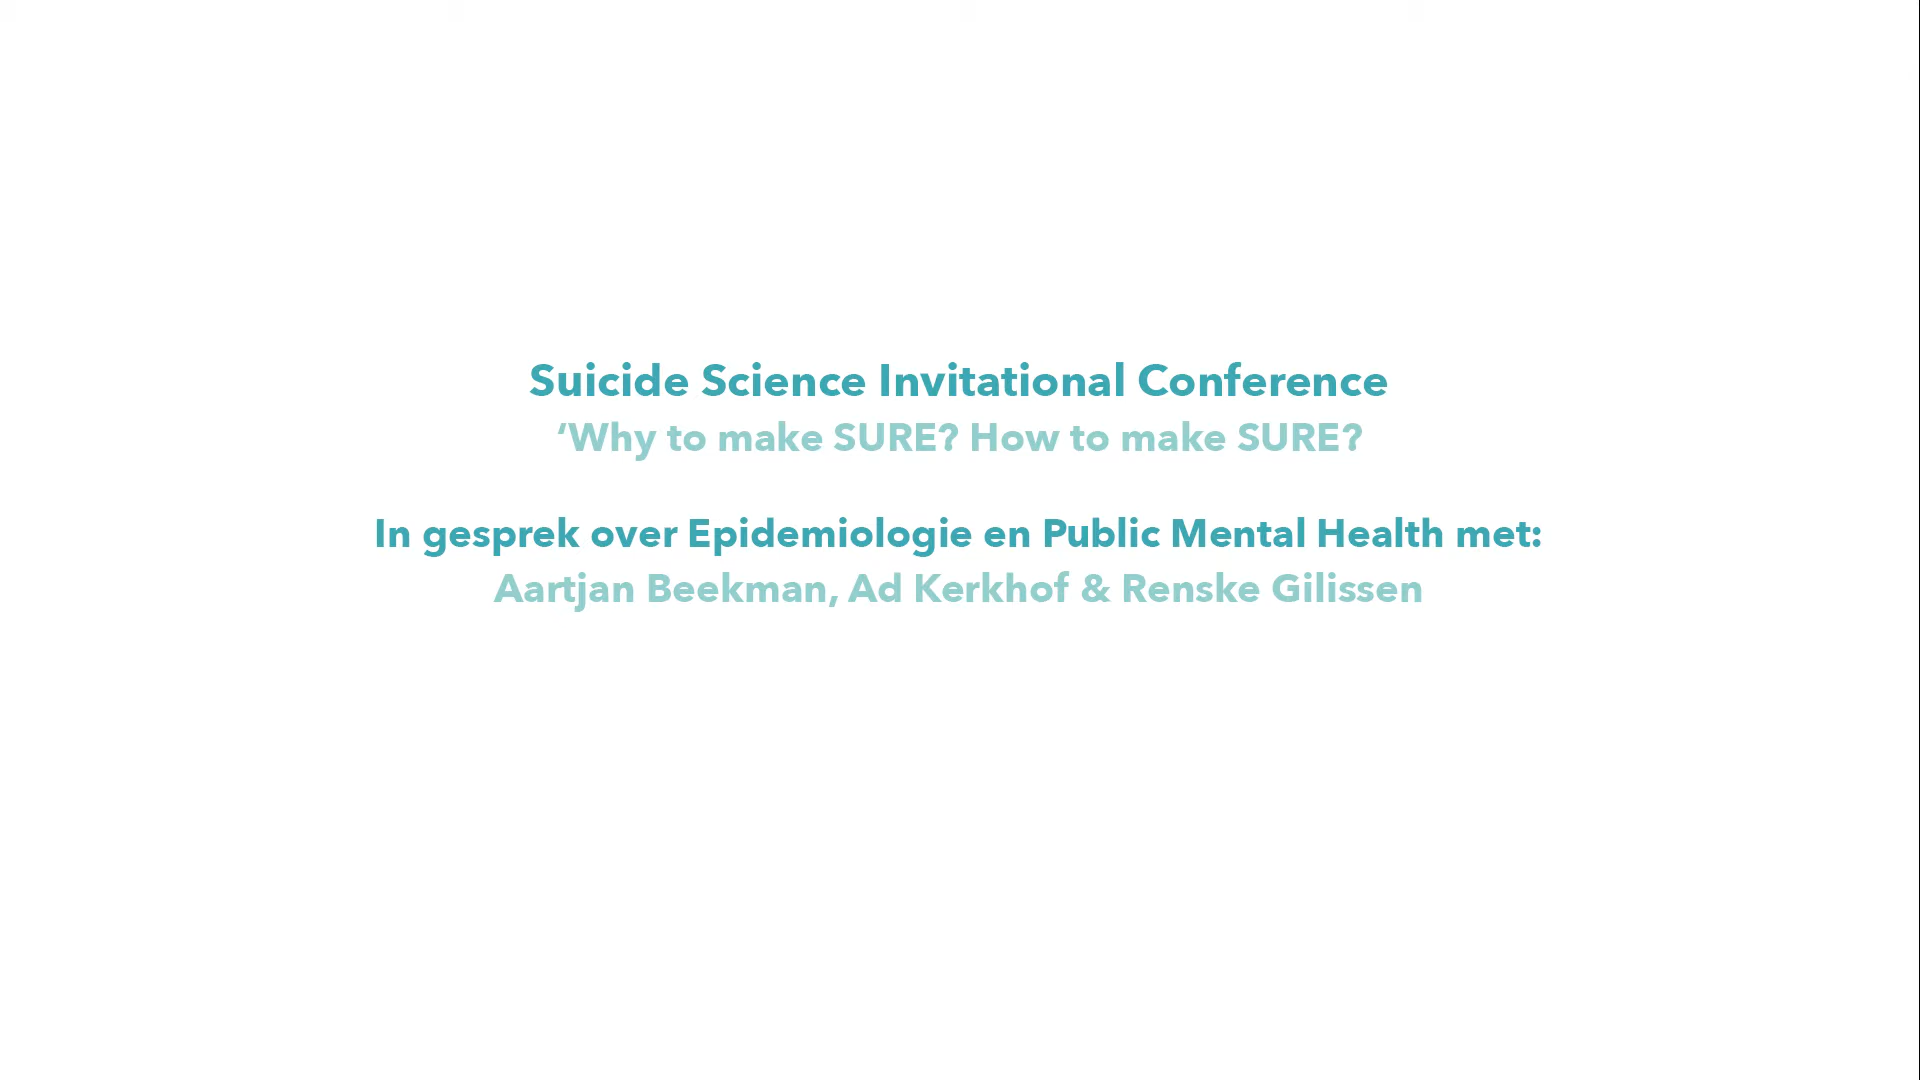 Suicide Science Invitational Conference
‘Why to make SURE? How to make SURE?
In gesprek over Epidemiologie en Public Mental Health met:
Aartjan Beekman, Ad Kerkhof & Renske Gilissen